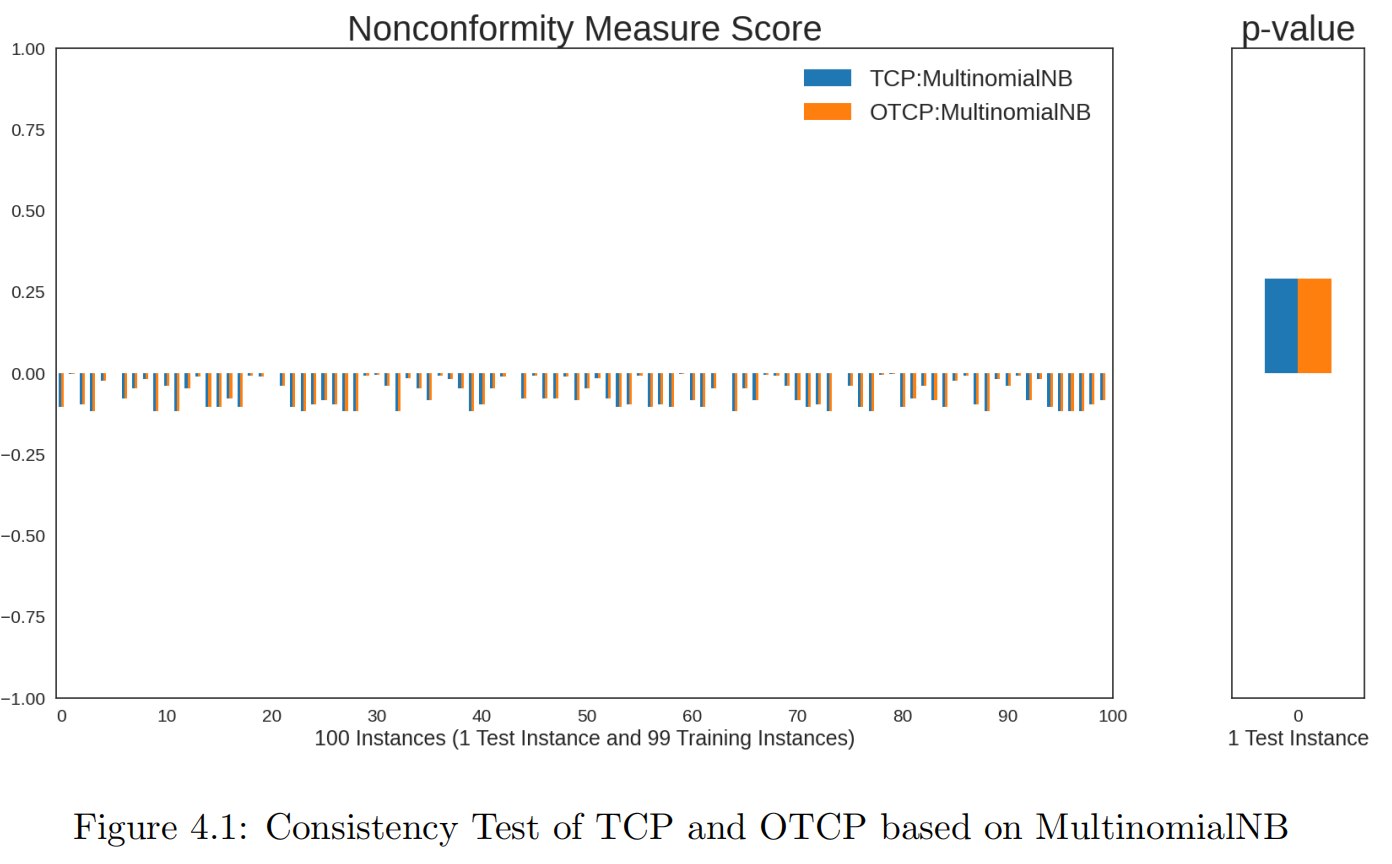 Nonconformity Measure Score
p-value
TCP:MultinomialNB
OTCP:MultinomialNB
1.00
0.75
0.50
0.25
0.00
−0.25
−0.50
−0.75
−1.00
0 10 20 30 40 50 60 70 80 90 100
0
100 Instances (1 Test Instance and 99 Training Instances)
1 Test Instance
Figure 4.1: Consistency Test of TCP and OTCP based on MultinomialNB